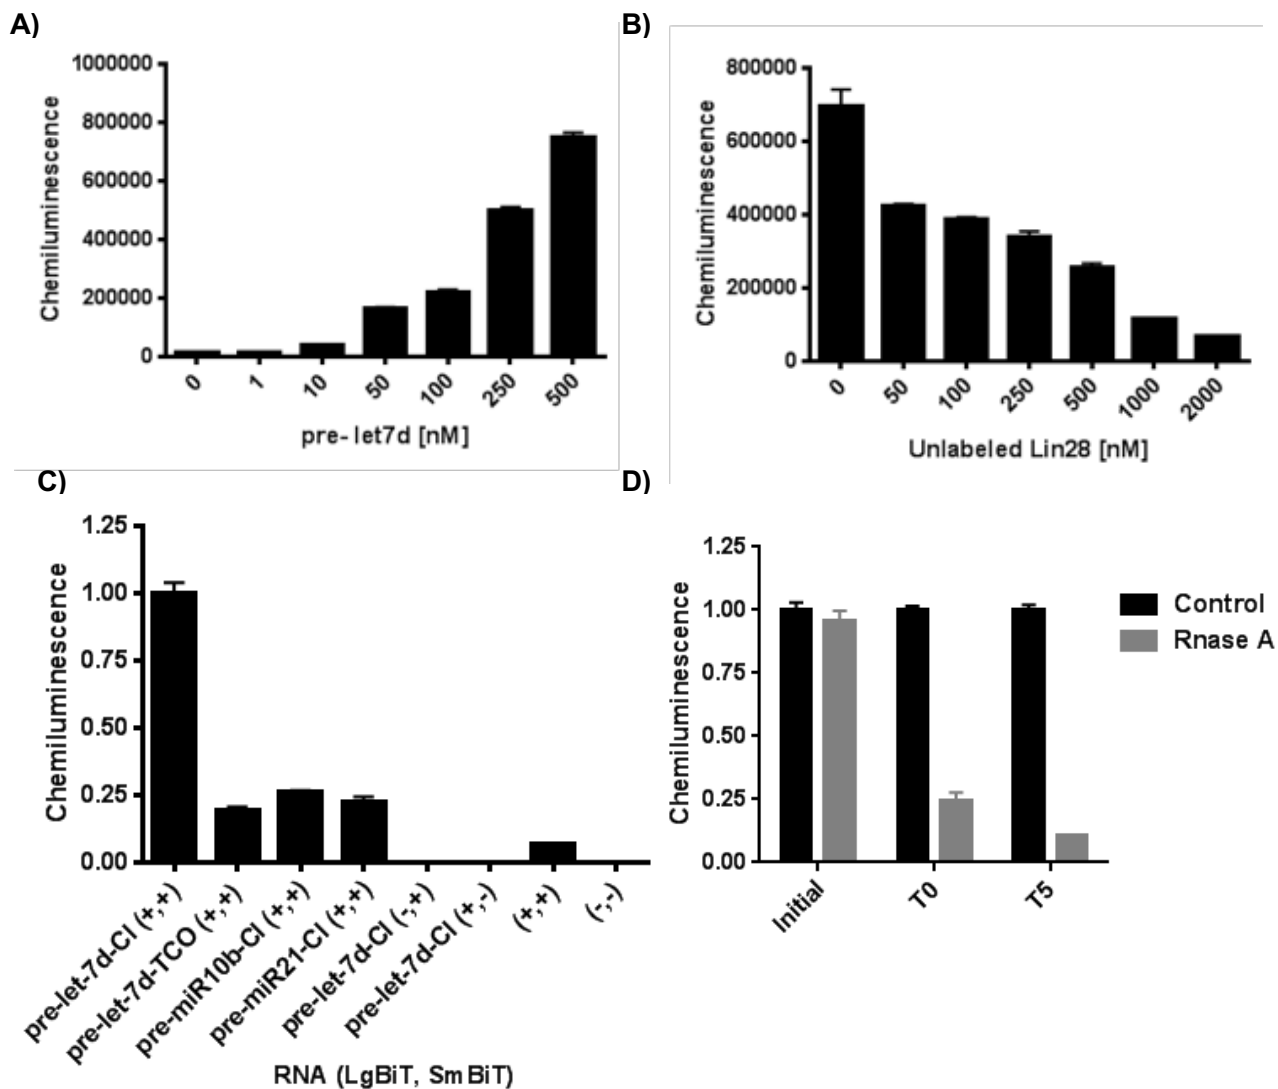 A)
1000000
800000
600000
400000
200000
0
Chemiluminescence
0 1 10 50 100 250 500
pre-let7d [nM]
B)
800000
600000
400000
200000
0
Chemiluminescence
0 50 100 250 500 1000 2000
Unlabeled Lin28 [nM]
C)
1.25
1.00
0.75
0.50
0.25
0.00
Chemiluminescence
pre-let-7d-Cl (+,+)
pre-let-7d-TCO (+,+)
pre-miR10b-Cl (+,+)
pre-miR21-Cl (+,+)
pre-let-7d-Cl (-,+)
pre-let-7d-Cl (+,-)
(+,+)
(-,-)
RNA (LgBiT, SmBiT)
D)
1.25
1.00
0.75
0.50
0.25
0.00
Chemiluminescence
Initial T0 T5
Control
Rnase A